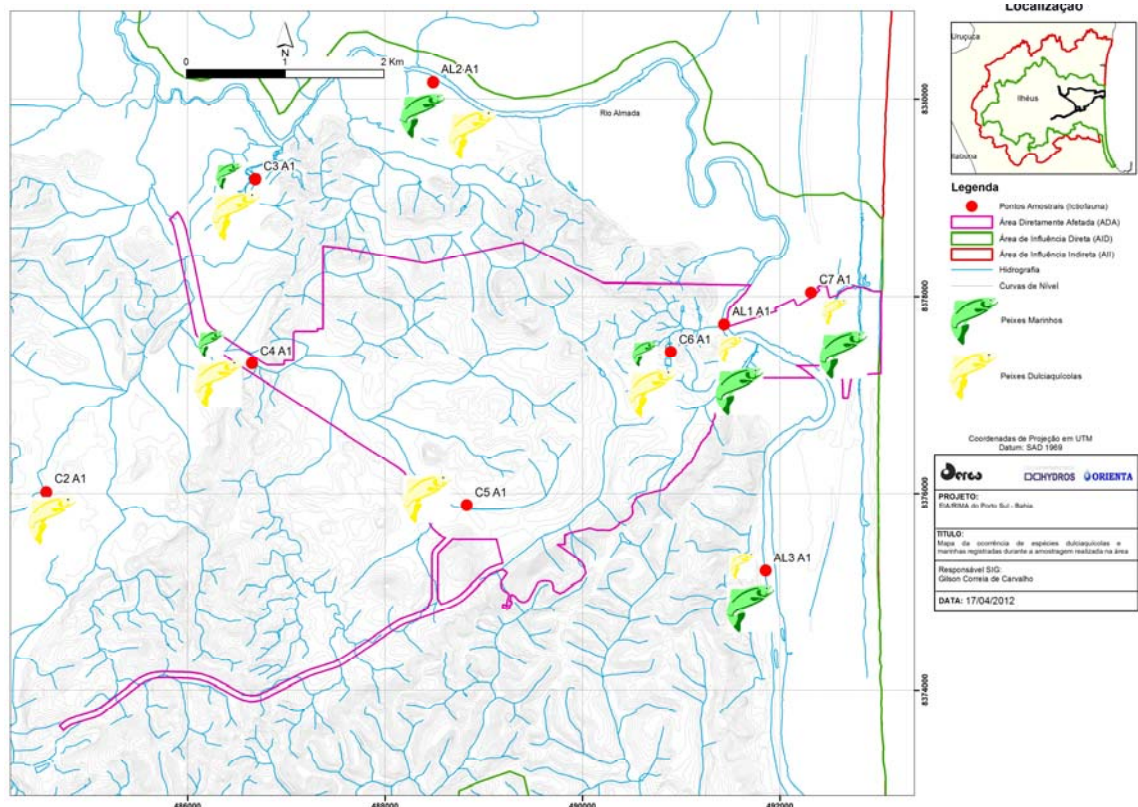 Localização
Uruçuca
Ilhéus
Itabuna
N
0 1 2 Km
AL2 A1
Rio Almada
C3 A1
C7 A1
AL1 A1
C6 A1
C4 A1
C2 A1
C5 A1
AL3 A1
8380000
8378000
8376000
8374000
486000 488000 490000 492000
Legenda
Pontos Amostrais (Ictiofauna)
Área Diretamente Afetada (ADA)
Área de Influência Direta (AID)
Área de Influência Indireta (AII)
Hidrografia
Curvas de Nível
Peixes Marinhos
Peixes Dulciaquícolas
Coordenadas de Projeção em UTM
Datum: SAD 1969
HYDROS ORIENTA
PROJETO:
EIA/RIMA do Porto Sul - Bahia
TITULO:
Mapa da ocorrência de espécies dulciaquícolas e
marinhas registradas durante a amostragem realizada na área
Responsável SIG:
Gilson Correia de Carvalho
DATA: 17/04/2012